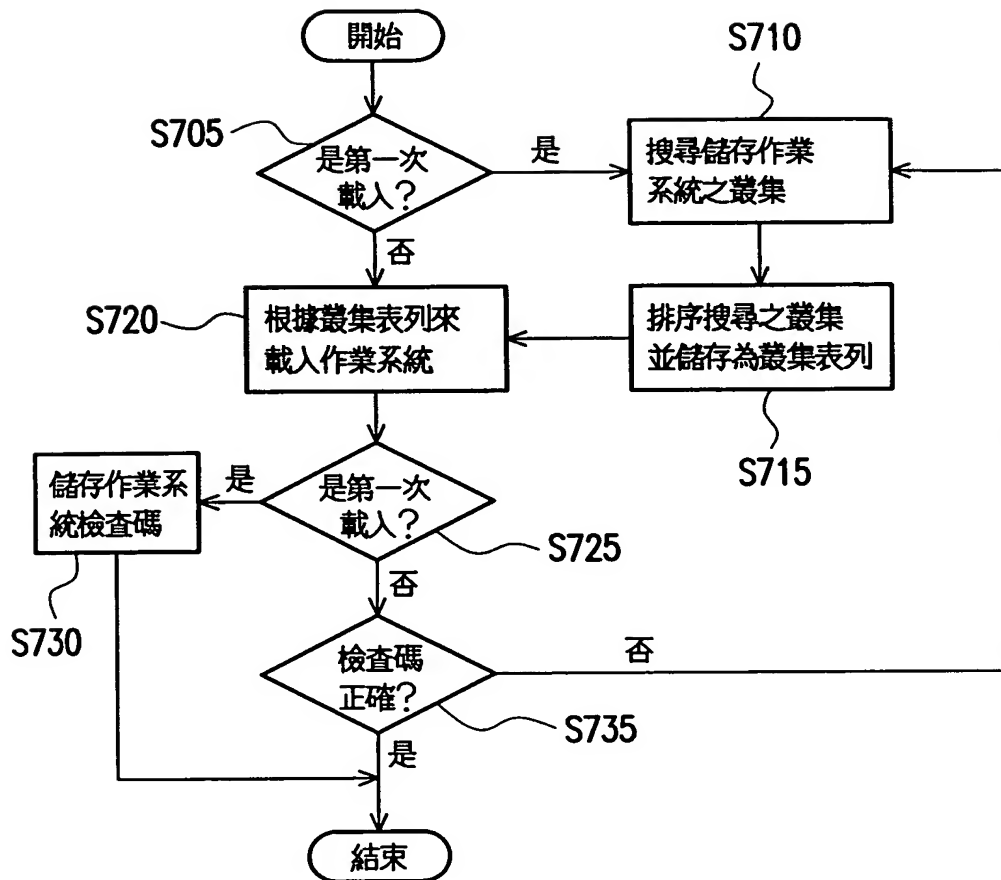 開始
S710
S705
是第一次
載入?
是
搜尋儲存作業
系統之叢集
否
S720
根據叢集表列來
載入作業系統
排序搜尋之叢集
並儲存為叢集表列
S715
儲存作業系
統檢查碼
是
是第一次
載入?
S725
S730
否
檢查碼
正確?
否
S735
是
結束